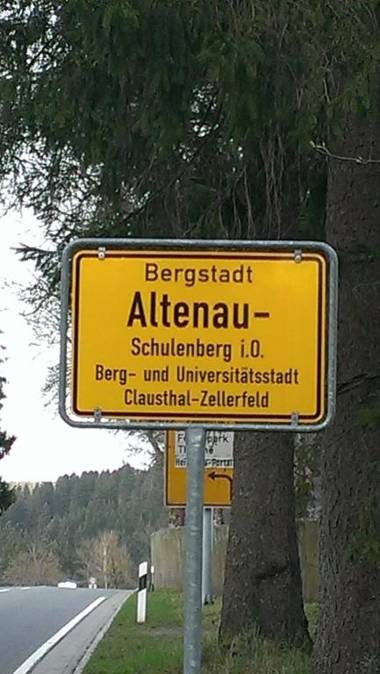 Bergstadt
Altenau-
Schulenberg i.O.
Berg- und Universitätsstadt
Clausthal-Zellerfeld